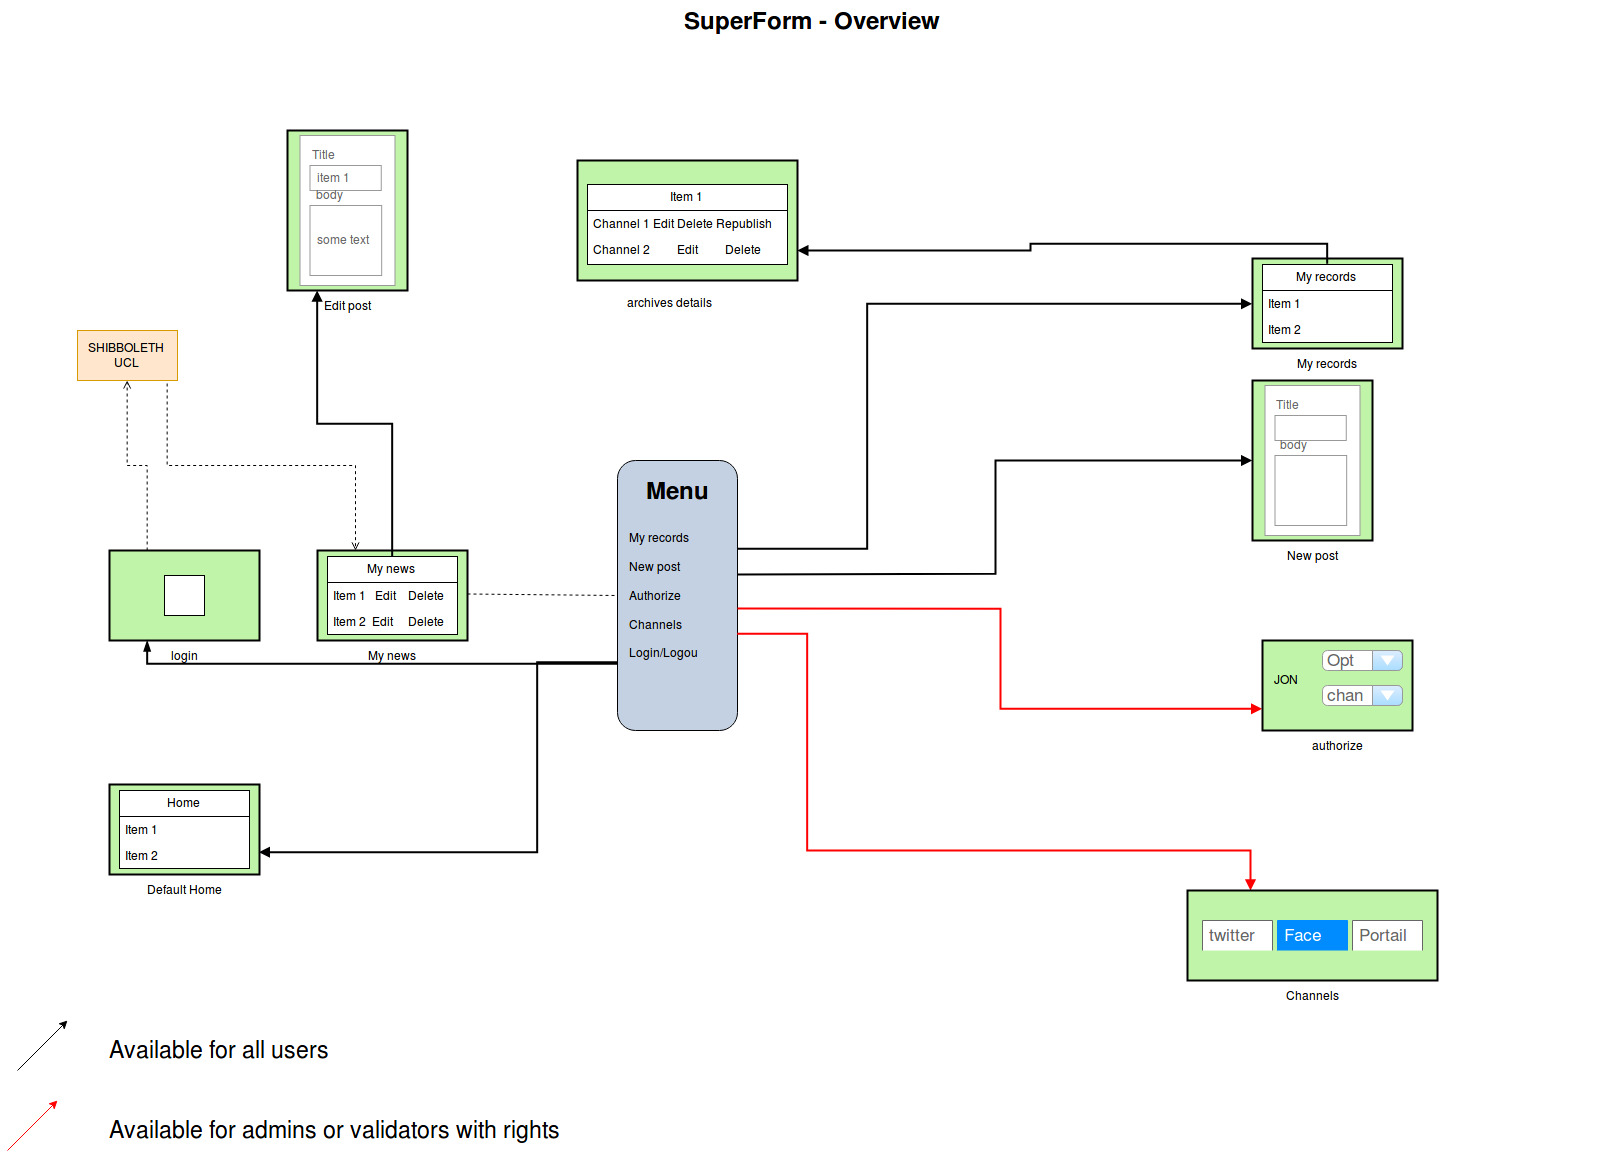 SuperForm - Overview
Title
item 1
body
some text
Edit post
Item 1
Channel 1 Edit Delete Republish
Channel 2 Edit Delete
archives details
My records
Item 1
Item 2
My records
SHIBBOLETH
UCL
Title
body
New post
Menu
My records
New post
Authorize
Channels
Login/Logou
login
My news
Item 1 Edit Delete
Item 2 Edit Delete
My news
JON
Opt
chan
authorize
Home
Item 1
Item 2
Default Home
twitter Face Portail
Channels
Available for all users
Available for admins or validators with rights